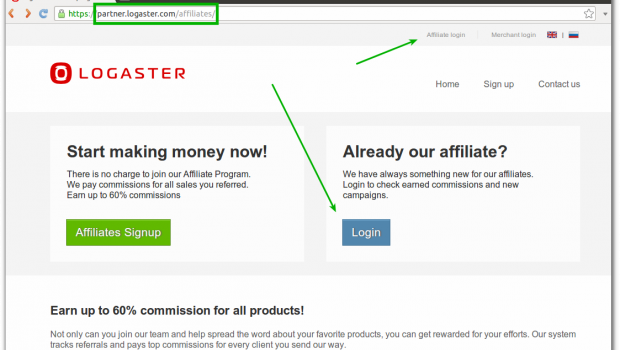 https://partner.logaster.com/affiliates/
Affiliate login | Merchant login |
LOGASTER
Home Sign up Contact us
Start making money now!
There is no charge to join our Affiliate Program.
We pay commissions for all sales you referred.
Earn up to 60% commissions
Affiliates Signup
Already our affiliate?
We have always something new for our affiliates.
Login to check earned commissions and new
campaigns.
Login
Earn up to 60% commission for all products!
Not only can you join our team and help spread the word about your favorite products, you can get rewarded for your efforts. Our system
tracks referrals and pays top commissions for every client you send our way.